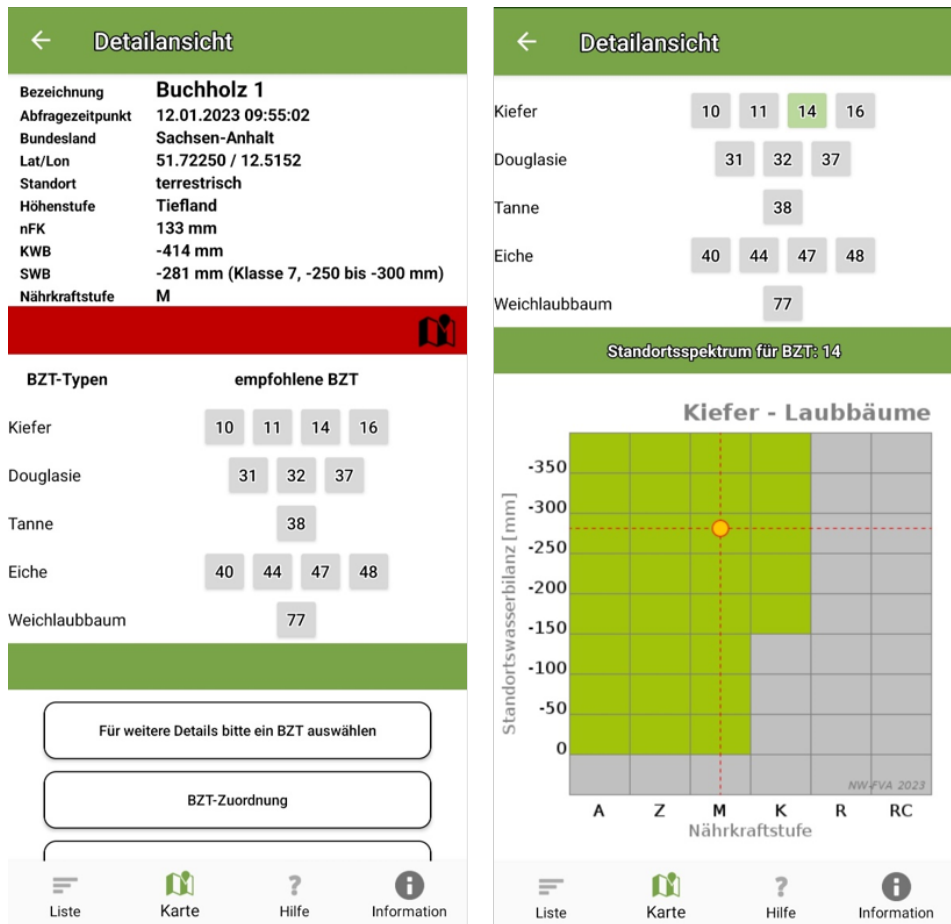 Detailansicht
Bezeichnung Buchholz 1
Abfragezeitpunkt 12.01.2023 09:55:02
Bundesland Sachsen-Anhalt
Lat/Lon 51.72250 / 12.5152
Standort terrestrisch
Höhenstufe Tiefland
nFK 133 mm
KWB -414 mm
SWB -281 mm (Klasse 7, -250 bis -300 mm)
Nährkraftstufe M
BZT-Typen empfohlene BZT
Kiefer 10 11 14 16
Douglasie 31 32 37
Tanne 38
Eiche 40 44 47 48
Weichlaubbaum 77
Für weitere Details bitte ein BZT auswählen
BZT-Zuordnung
Liste Karte Hilfe Information
Detailansicht
Kiefer 10 11 14 16
Douglasie 31 32 37
Tanne 38
Eiche 40 44 47 48
Weichlaubbaum 77
Standortsspektrum für BZT: 14
Kiefer - Laubbäume
Standortswasserbilanz [mm]
-350
-300
-250
-200
-150
-100
-50
0
NW-FVA 2023
A Z M K R RC
Nährkraftstufe
Liste Karte Hilfe Information